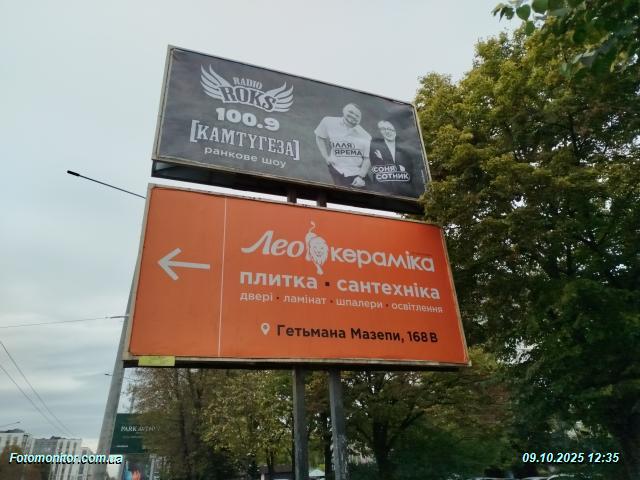 RADIO
ROKS
100.9
[КАМТУГЕЗА]
ранкове шоу
ІЛЛЯ
ЯРЕМА
СОНЯ
СОТНИК
Лео кераміка
плитка · сантехніка
двері · ламінат · шпалери · освітлення
Гетьмана Мазепи, 168 В
PARK
Fotomonitor.com.ua
09.10.2025 12:35